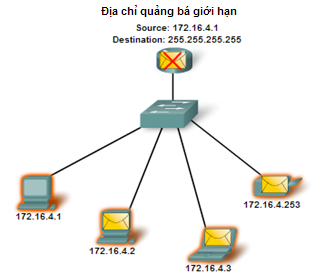 Địa chỉ quảng bá giới hạn
Source: 172.16.4.1
Destination: 255.255.255.255
172.16.4.1
172.16.4.253
172.16.4.2
172.16.4.3